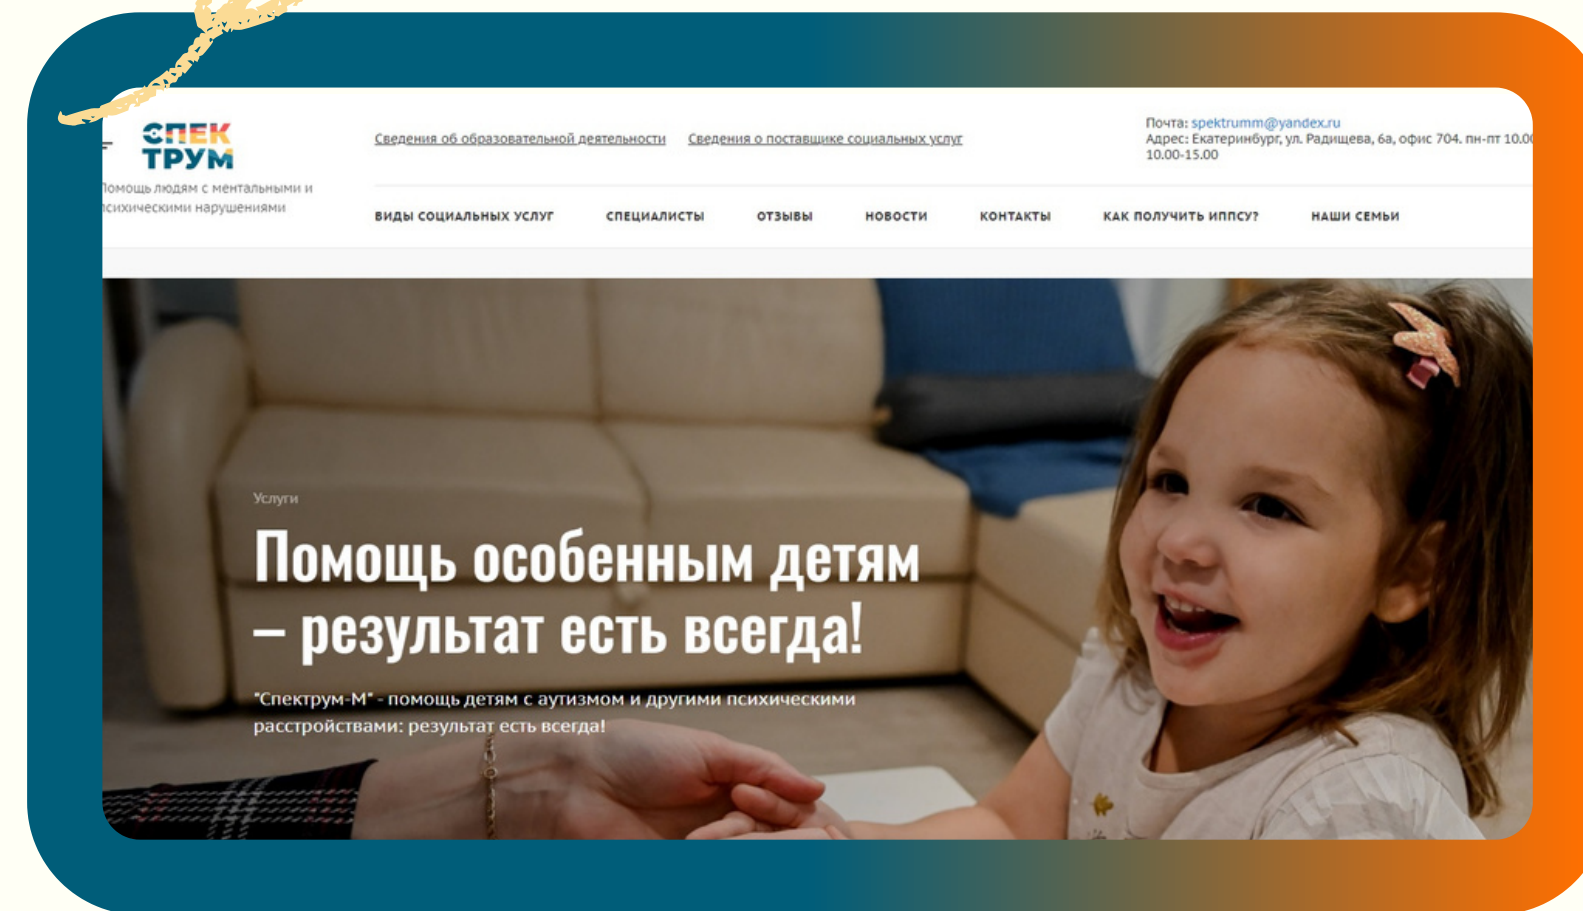 СПЕК
ТРУМ
Помощь людям с ментальными и
психическими нарушениями
Сведения об образовательной деятельности
Сведения о поставщике социальных услуг
Почта: spektrumm@yandex.ru
Адрес: Екатеринбург, ул. Радищева, 6а, офис 704. пн-пт 10.00
10.00-15.00
ВИДЫ СОЦИАЛЬНЫХ УСЛУГ
СПЕЦИАЛИСТЫ
ОТЗЫВЫ
НОВОСТИ
КОНТАКТЫ
КАК ПОЛУЧИТЬ ИППСУ?
НАШИ СЕМЬИ
Услуги
Помощь особенным детям
– результат есть всегда!
"Спектрум-М" - помощь детям с аутизмом и другими психическими
расстройствами: результат есть всегда!